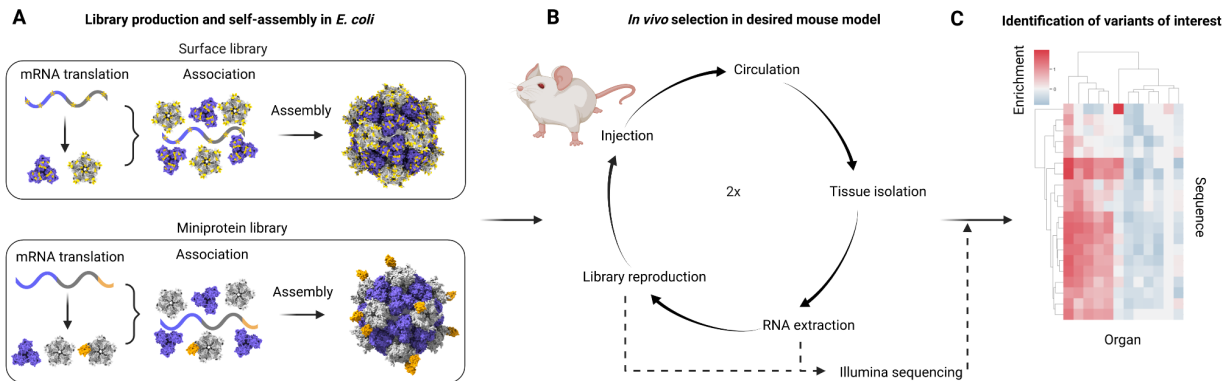 A
Library production and self-assembly in E. coli
Surface library
mRNA translation
Association
Assembly
Miniprotein library
mRNA translation
Association
Assembly
B
In vivo selection in desired mouse model
Circulation
Injection
2x
Tissue isolation
Library reproduction
RNA extraction
Illumina sequencing
C
Identification of variants of interest
Enrichment
1
0
Sequence
Organ